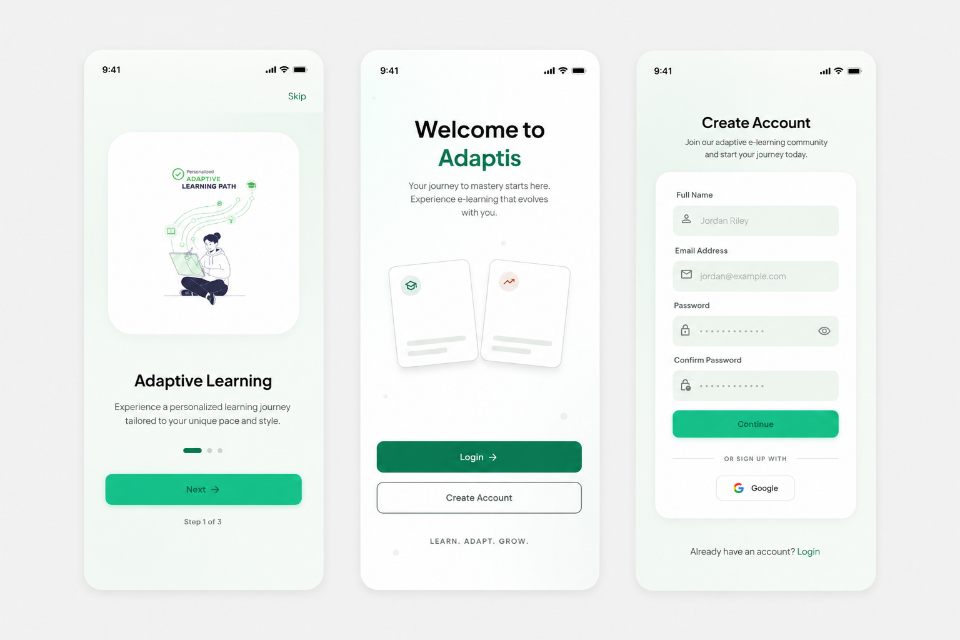 9:41
Skip
Personalized
ADAPTIVE
LEARNING PATH
Adaptive Learning
Experience a personalized learning journey
tailored to your unique pace and style.
Next →
Step 1 of 3
9:41
Welcome to
Adaptis
Your journey to mastery starts here.
Experience e-learning that evolves
with you.
Login →
Create Account
LEARN. ADAPT. GROW.
9:41
Create Account
Join our adaptive e-learning community
and start your journey today.
Full Name
Jordan Riley
Email Address
jordan@example.com
Password
••••••••••••
Confirm Password
••••••••••••
Continue
OR SIGN UP WITH
Google
Already have an account? Login